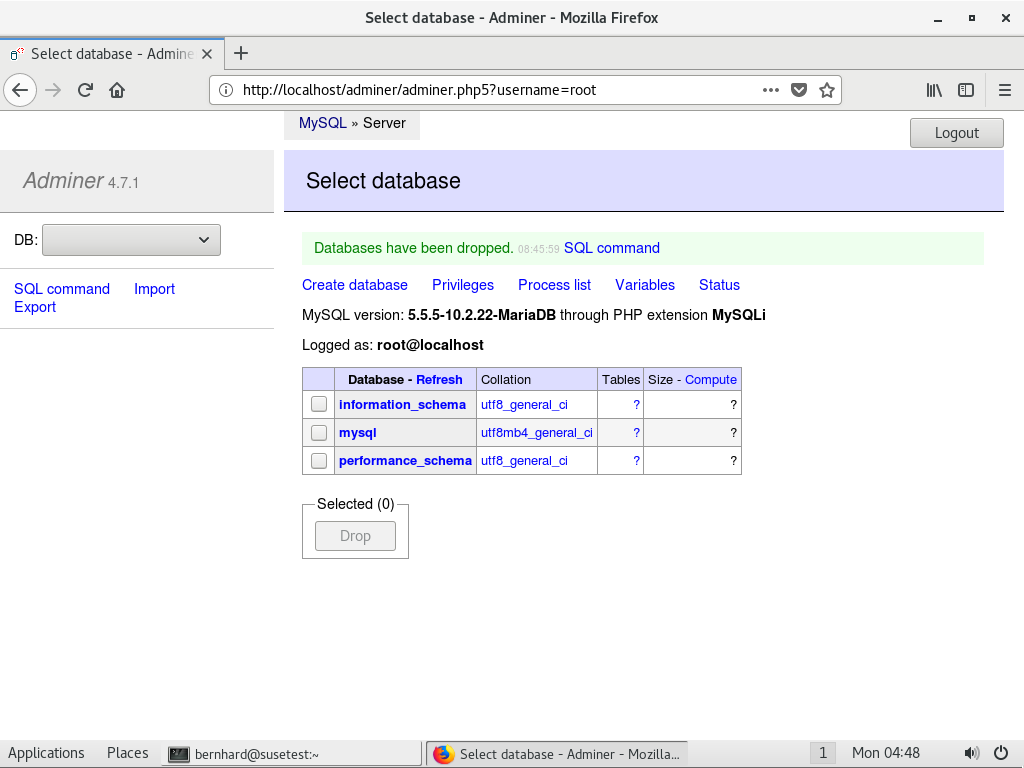 Select database - Adminer - Mozilla Firefox
Select database - Admine
http://localhost/adminer/adminer.php5?username=root
MySQL » Server
Logout
Adminer 4.7.1
Select database
DB:
Databases have been dropped. 08:45:59 SQL command
SQL command Import
Export
Create database Privileges Process list Variables Status
MySQL version: 5.5.5-10.2.22-MariaDB through PHP extension MySQLi
Logged as: root@localhost
Database - Refresh Collation Tables Size - Compute
information_schema utf8_general_ci ? ?
mysql utf8mb4_general_ci ? ?
performance_schema utf8_general_ci ? ?
Selected (0)
Drop
Applications Places bernhard@susetest:~ Select database - Adminer - Mozilla... 1 Mon 04:48